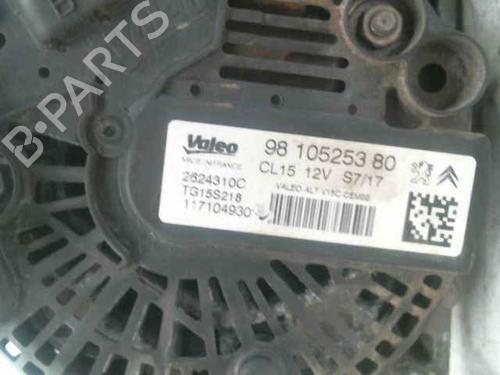 B-PARTS
Valeo
MADE IN FRANCE
98 105253 80
CL15 12V S7/17
2624310C
TG15S218
117104930
VALEO ALT V15C-CEM00